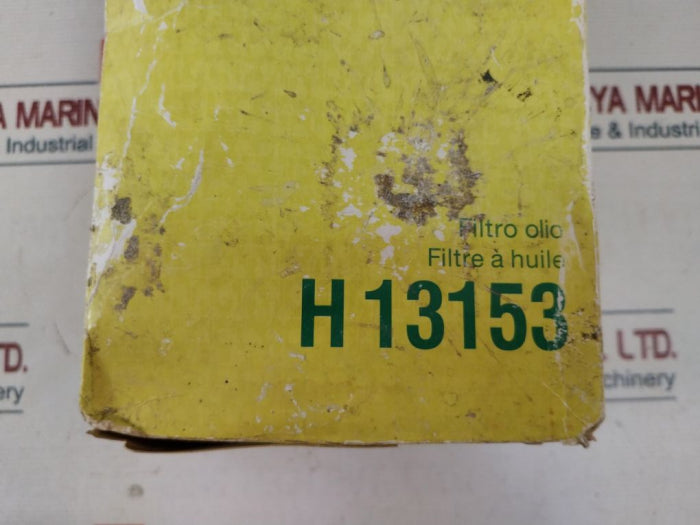 A MARIN
Industrial
YA MARI
e & Industri
Filtro olio
Filtre à huile
H 13153
TD.
ery
LTD.
chinery